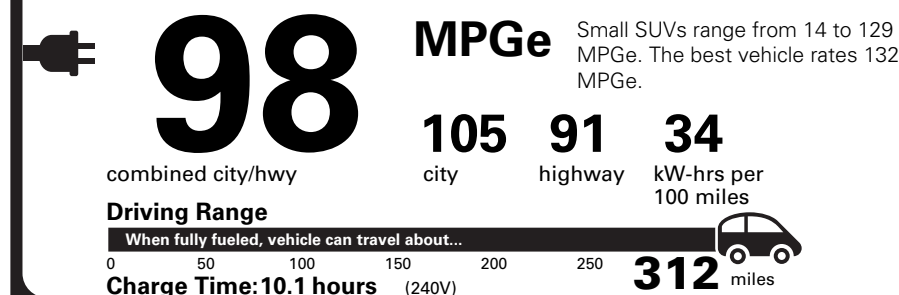 98
MPGe
Small SUVs range from 14 to 129
MPGe. The best vehicle rates 132
MPGe.
combined city/hwy
105 91 34
city highway kW-hrs per
100 miles
Driving Range
When fully fueled, vehicle can travel about...
0 50 100 150 200 250 312 miles
Charge Time:10.1 hours (240V)